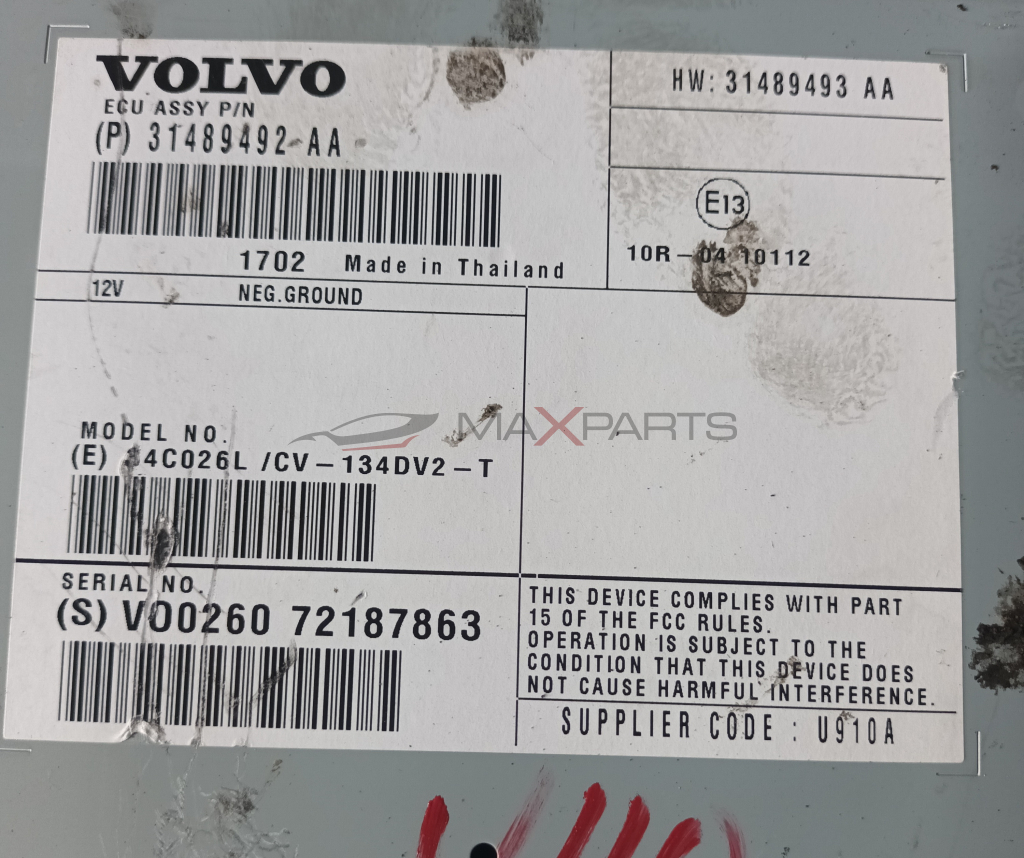 VOLVO
ECU ASSY P/N
(P) 31489492-AA
1702 Made in Thailand
HW: 31489493 AA
E13
10R-04 10112
12V NEG.GROUND
MAXPARTS
MODEL NO.
(E) /CV-134DV2-T
SERIAL NO.
(S) VO0260 72187863
THIS DEVICE COMPLIES WITH PART
15 OF THE FCC RULES.
OPERATION IS SUBJECT TO THE
CONDITION THAT THIS DEVICE DOES
NOT CAUSE HARMFUL INTERFERENCE.
SUPPLIER CODE : U910A